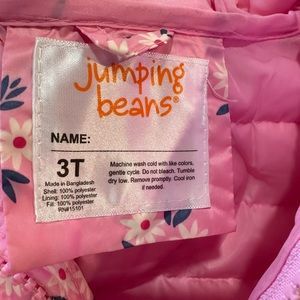 jumping
beans®
NAME:
3T
Made in Bangladesh
Shell: 100% polyester
Lining: 100% polyester
Fill: 100% polyester
Machine wash cold with like colors,
gentle cycle. Do not bleach. Tumble
dry low. Remove promptly. Cool iron
if needed.